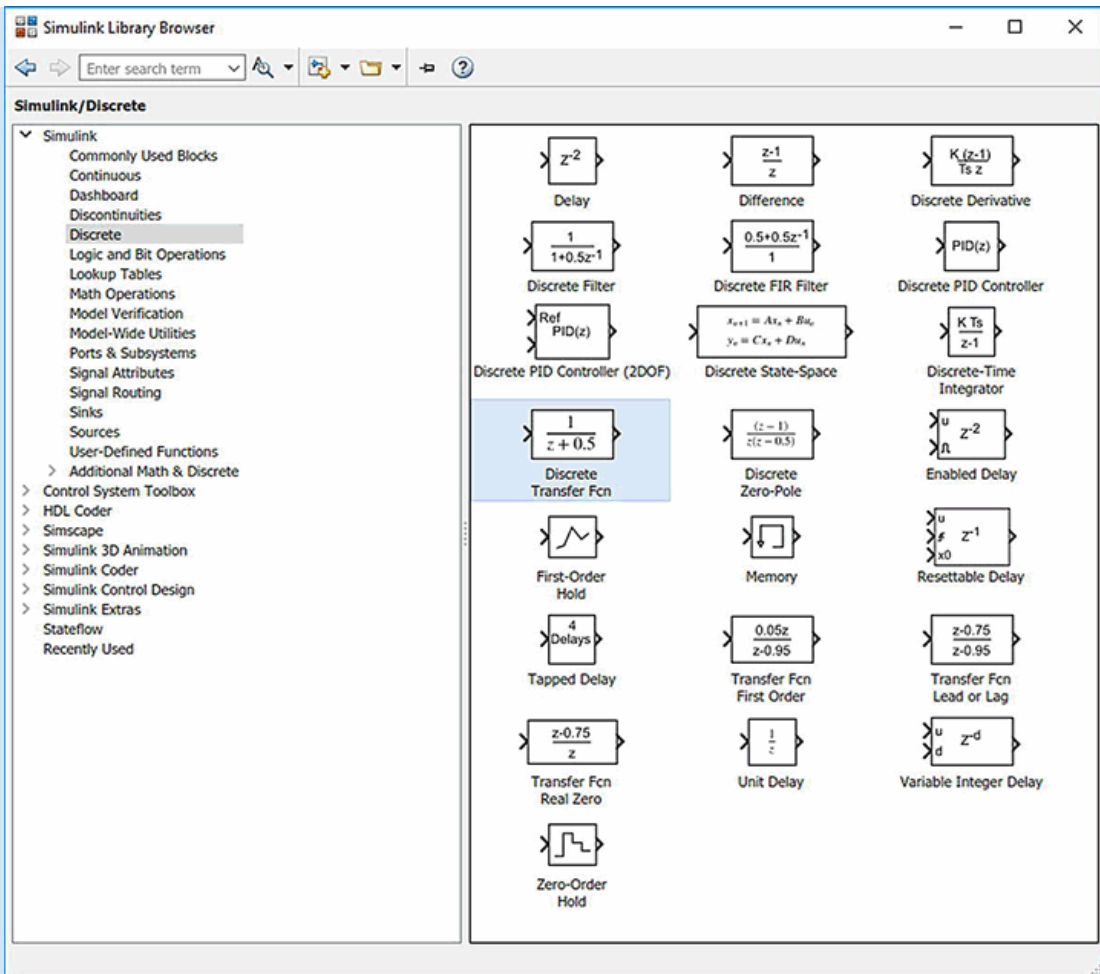 Simulink Library Browser
Enter search term
Simulink/Discrete
Simulink
Commonly Used Blocks
Continuous
Dashboard
Discontinuities
Discrete
Logic and Bit Operations
Lookup Tables
Math Operations
Model Verification
Model-Wide Utilities
Ports & Subsystems
Signal Attributes
Signal Routing
Sinks
Sources
User-Defined Functions
Additional Math & Discrete
Control System Toolbox
HDL Coder
Simscape
Simulink 3D Animation
Simulink Coder
Simulink Control Design
Simulink Extras
Stateflow
Recently Used
z-2
Delay
z-1
z
Difference
K (z-1)
Ts z
Discrete Derivative
1
1+0.5z-1
Discrete Filter
0.5+0.5z-1
1
Discrete FIR Filter
PID(z)
Discrete PID Controller
Ref
PID(z)
Discrete PID Controller (2DOF)
xn+1 = Axn + Bun
yn = Cxn + Dun
Discrete State-Space
K Ts
z-1
Discrete-Time
Integrator
1
z + 0.5
Discrete
Transfer Fcn
(z − 1)
z(z − 0.5)
Discrete
Zero-Pole
u
z-2
Enabled Delay
First-Order
Hold
Memory
u
z-1
x0
Resettable Delay
4
Delays
Tapped Delay
0.05z
z-0.95
Transfer Fcn
First Order
z-0.75
z-0.95
Transfer Fcn
Lead or Lag
z-0.75
z
Transfer Fcn
Real Zero
1
z
Unit Delay
u
z-d
d
Variable Integer Delay
Zero-Order
Hold